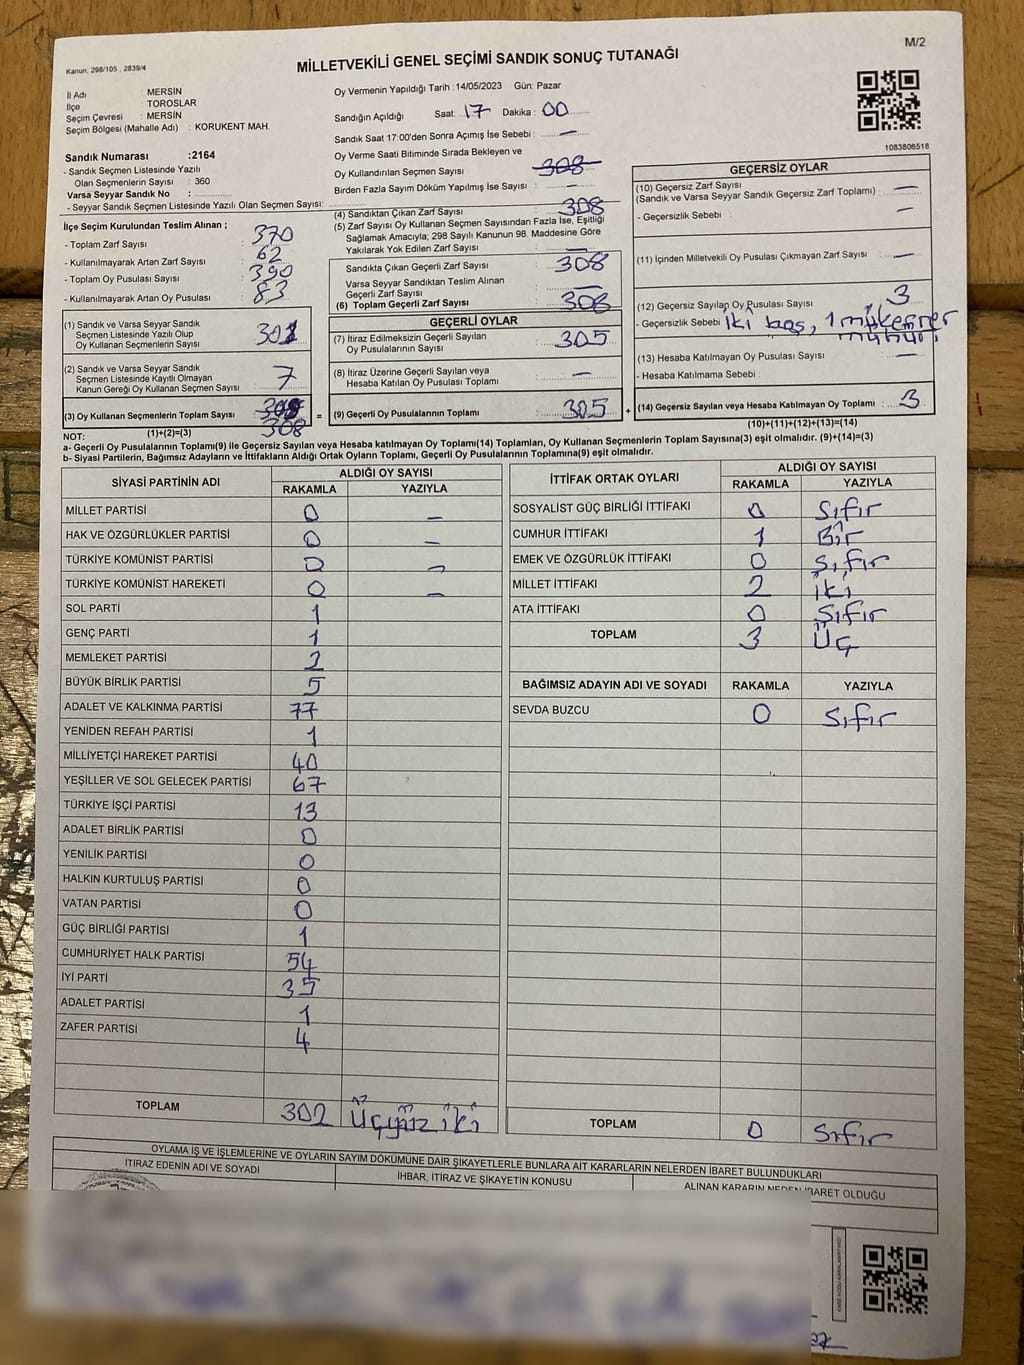 M/2
Kanun; 298/105 , 2839/4
MİLLETVEKİLİ GENEL SEÇİMİ SANDIK SONUÇ TUTANAĞI
İl Adı : MERSİN
İlçe : TOROSLAR
Seçim Çevresi : MERSİN
Seçim Bölgesi (Mahalle Adı) : KORUKENT MAH.
Sandık Numarası :2164
- Sandık Seçmen Listesinde Yazılı
Olan Seçmenlerin Sayısı : 360
Varsa Seyyar Sandık No :
- Seyyar Sandık Seçmen Listesinde Yazılı Olan Seçmen Sayısı:
İlçe Seçim Kurulundan Teslim Alınan ;
- Toplam Zarf Sayısı 370
- Kullanılmayarak Artan Zarf Sayısı 62
- Toplam Oy Pusulası Sayısı 390
- Kullanılmayarak Artan Oy Pusulası 83
(1) Sandık ve Varsa Seyyar Sandık
Seçmen Listesinde Yazılı Olup
Oy Kullanan Seçmenlerin Sayısı 301
(2) Sandık ve Varsa Seyyar Sandık
Seçmen Listesinde Kayıtlı Olmayan
Kanun Gereği Oy Kullanan Seçmen Sayısı : 7
(3) Oy Kullanan Seçmenlerin Toplam Sayısı 308
(1)+(2)=(3)
Oy Vermenin Yapıldığı Tarih :14/05/2023 Gün: Pazar
Sandığın Açıldığı Saat: 17 Dakika : 00
Sandık Saat 17:00'den Sonra Açımış İse Sebebi : —
Oy Verme Saati Bitiminde Sırada Bekleyen ve
Oy Kullandırılan Seçmen Sayısı 308
Birden Fazla Sayım Döküm Yapılmış İse Sayısı : —
(4) Sandıktan Çıkan Zarf Sayısı 308
(5) Zarf Sayısı Oy Kullanan Seçmen Sayısından Fazla İse, Eşitliği
Sağlamak Amacıyla; 298 Sayılı Kanunun 98. Maddesine Göre
Yakılarak Yok Edilen Zarf Sayısı —
Sandıkta Çıkan Geçerli Zarf Sayısı 308
Varsa Seyyar Sandıktan Teslim Alınan
Geçerli Zarf Sayısı —
(6) Toplam Geçerli Zarf Sayısı 308
GEÇERLİ OYLAR
(7) İtiraz Edilmeksizin Geçerli Sayılan
Oy Pusulalarının Sayısı 305
(8) İtiraz Üzerine Geçerli Sayılan veya
Hesaba Katılan Oy Pusulası Toplamı —
= (9) Geçerli Oy Pusulalarının Toplamı 305 +
1083806518
GEÇERSİZ OYLAR
(10) Geçersiz Zarf Sayısı
(Sandık ve Varsa Seyyar Sandık Geçersiz Zarf Toplamı) : —
- Geçersizlik Sebebi : —
(11) İçinden Milletvekili Oy Pusulası Çıkmayan Zarf Sayısı : —
(12) Geçersiz Sayılan Oy Pusulası Sayısı 3
- Geçersizlik Sebebi İki boş, 1 mükerrer
mühür.
(13) Hesaba Katılmayan Oy Pusulası Sayısı : —
- Hesaba Katılmama Sebebi :
(14) Geçersiz Sayılan veya Hesaba Katılmayan Oy Toplamı : 3
(10)+(11)+(12)+(13)=(14)
NOT:
a- Geçerli Oy Pusulaları Toplamı(9) ile Geçersiz Sayılan veya Hesaba katılmayan Oy Toplamı(14) Toplamları, Oy Kullanan Seçmenlerin Toplam Sayısına(3) eşit olmalıdır. (9)+(14)=(3)
b- Siyasi Partilerin, Bağımsız Adayların ve İttifakların Aldığı Ortak Oyların Toplamı, Geçerli Oy Pusulalarının Toplamına(9) eşit olmalıdır.
SİYASİ PARTİNİN ADI ALDIĞI OY SAYISI
RAKAMLA YAZIYLA
MİLLET PARTİSİ 0 —
HAK VE ÖZGÜRLÜKLER PARTİSİ 0 —
TÜRKİYE KOMÜNİST PARTİSİ 0 —
TÜRKİYE KOMÜNİST HAREKETİ 0 —
SOL PARTİ 1
GENÇ PARTİ 1
MEMLEKET PARTİSİ 2
BÜYÜK BİRLİK PARTİSİ 5
ADALET VE KALKINMA PARTİSİ 77
YENİDEN REFAH PARTİSİ 1
MİLLİYETÇİ HAREKET PARTİSİ 40
YEŞİLLER VE SOL GELECEK PARTİSİ 67
TÜRKİYE İŞÇİ PARTİSİ 13
ADALET BİRLİK PARTİSİ 0
YENİLİK PARTİSİ 0
HALKIN KURTULUŞ PARTİSİ 0
VATAN PARTİSİ 0
GÜÇ BİRLİĞİ PARTİSİ 1
CUMHURİYET HALK PARTİSİ 54
İYİ PARTİ 35
ADALET PARTİSİ 1
ZAFER PARTİSİ 4
TOPLAM 302 Üçyüz iki
İTTİFAK ORTAK OYLARI ALDIĞI OY SAYISI
RAKAMLA YAZIYLA
SOSYALİST GÜÇ BİRLİĞİ İTTİFAKI 0 Sıfır
CUMHUR İTTİFAKI 1 Bir
EMEK VE ÖZGÜRLÜK İTTİFAKI 0 Sıfır
MİLLET İTTİFAKI 2 İki
ATA İTTİFAKI 0 Sıfır
TOPLAM 3 Üç
BAĞIMSIZ ADAYIN ADI VE SOYADI RAKAMLA YAZIYLA
SEVDA BUZCU 0 Sıfır
TOPLAM 0 Sıfır
OYLAMA İŞ VE İŞLEMLERİNE VE OYLARIN SAYIM DÖKÜMÜNE DAİR ŞİKAYETLERLE BUNLARA AİT KARARLARIN NELERDEN İBARET BULUNDUKLARI
İTİRAZ EDENİN ADI VE SOYADI İHBAR, İTİRAZ VE ŞİKAYETİN KONUSU ALINAN KARARIN NEDEN İBARET OLDUĞU